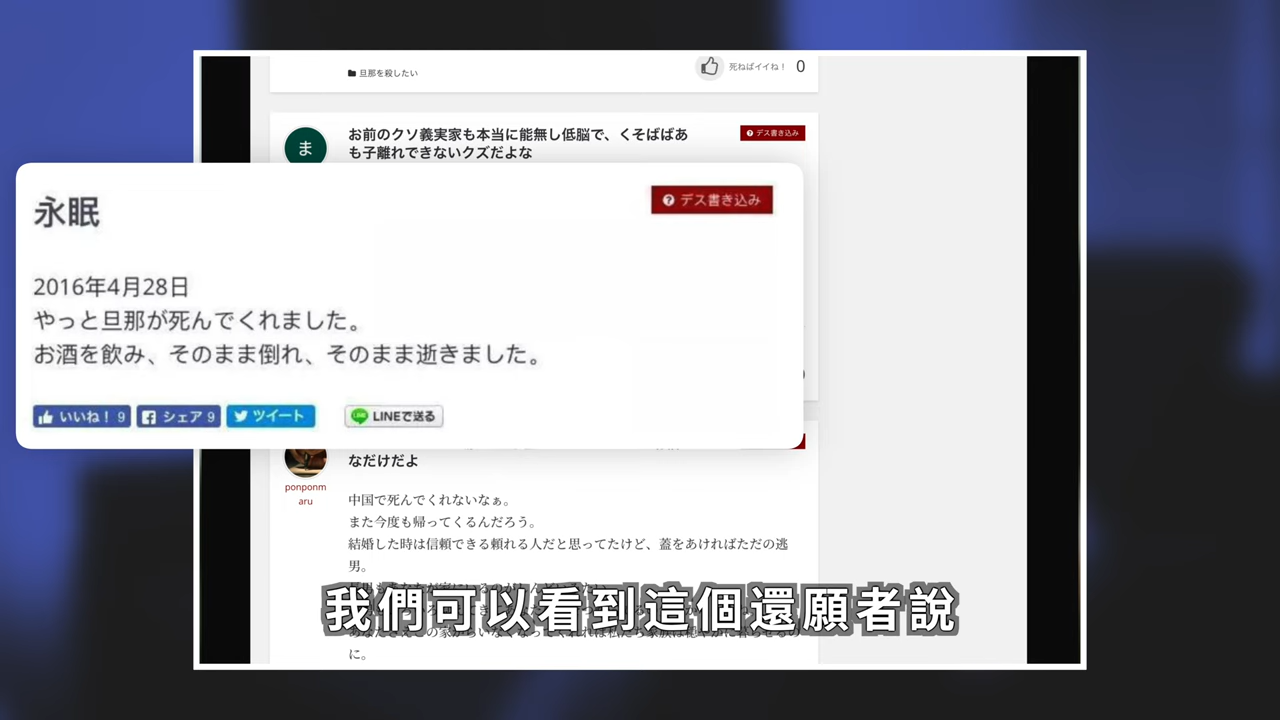 旦那を殺したい
死ねばイイね！ 0
ま
お前のクソ義実家も本当に能無し低脳で、くそばばあ
も子離れできないクズだよな
デス書き込み
永眠
デス書き込み
2016年4月28日
やっと旦那が死んでくれました。
お酒を飲み、そのまま倒れ、そのまま逝きました。
いいね！ 9
シェア 9
ツイート
LINEで送る
なだけだよ
ponponm
aru
中国で死んでくれないなぁ。
また今度も帰ってくるんだろう。
結婚した時は信頼できる頼れる人だと思ってたけど、蓋をあければただの逃
男。
我們可以看到這個還願者說
に。